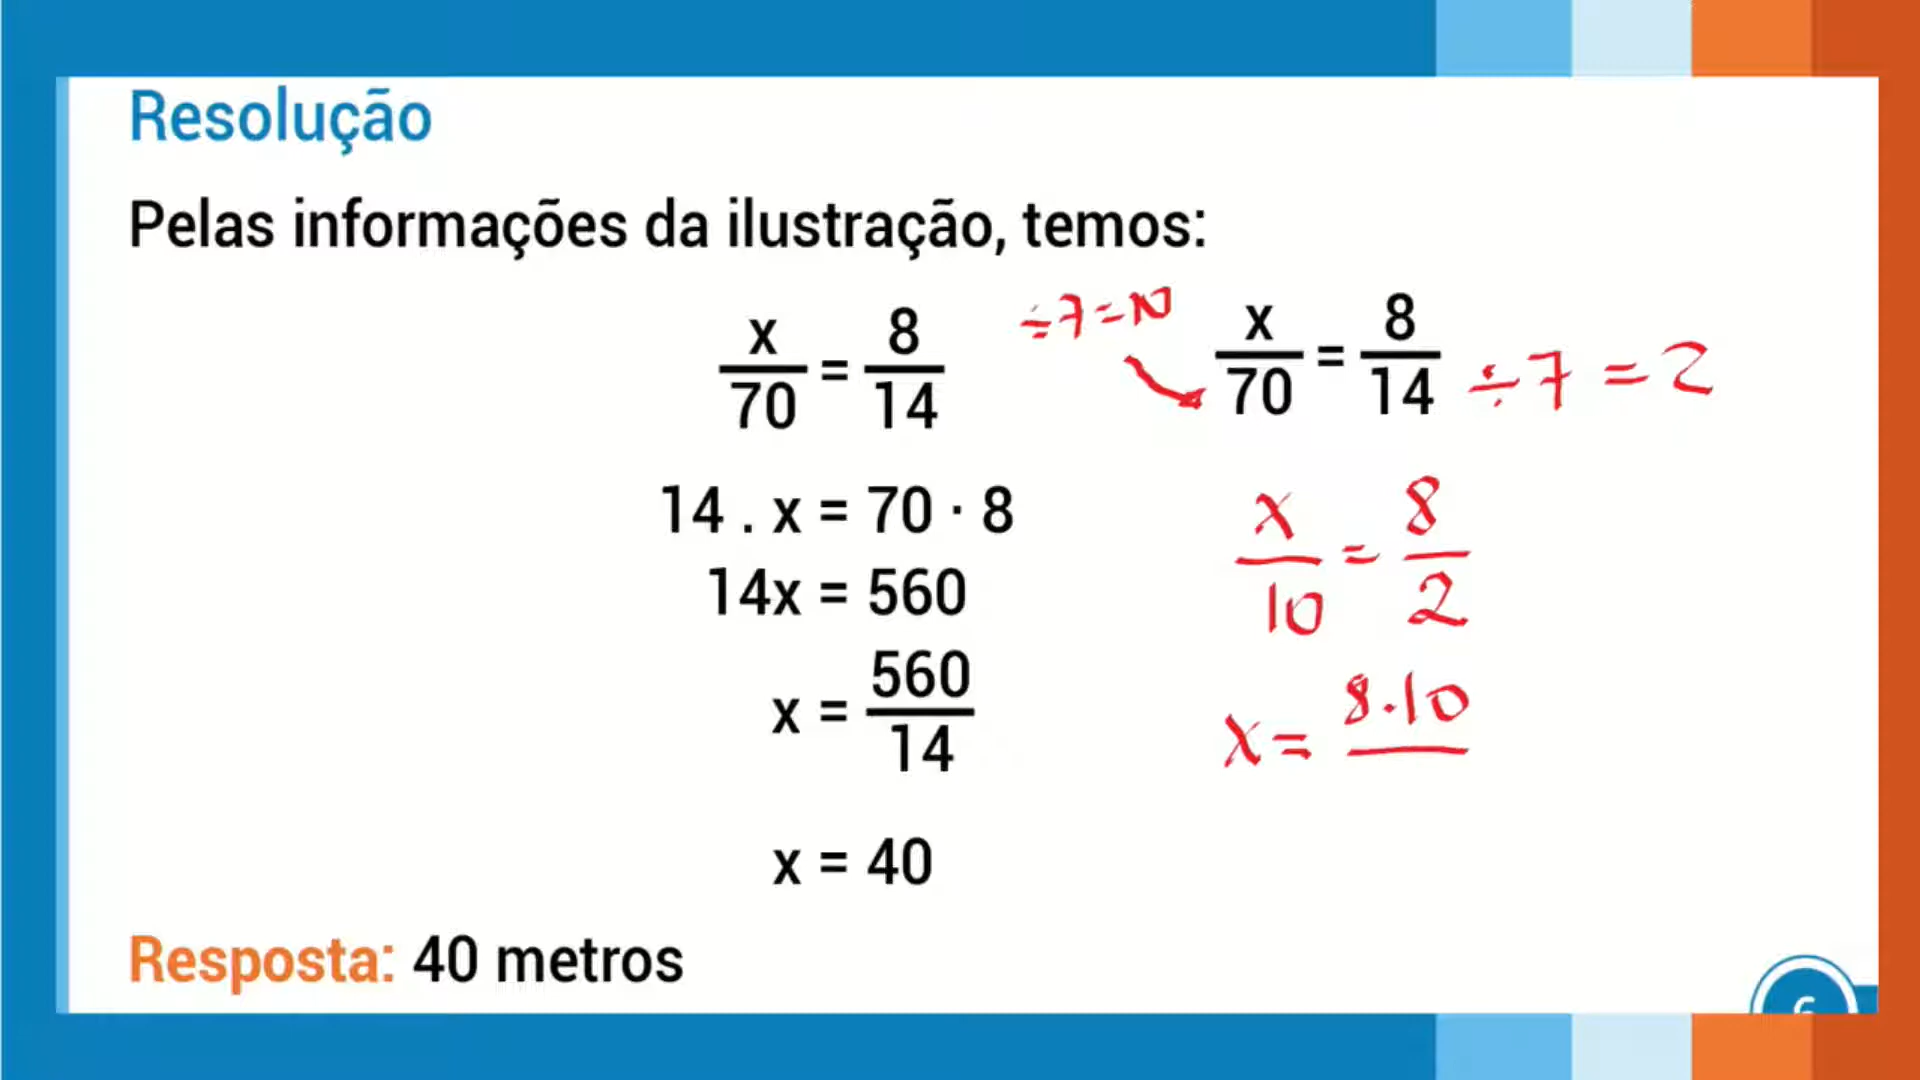 Resolução
Pelas informações da ilustração, temos:
x/70 = 8/14
14 . x = 70 · 8
14x = 560
x = 560/14
x = 40
÷7=10
x/70 = 8/14 ÷7=2
x/10 = 8/2
x = 8.10
Resposta: 40 metros